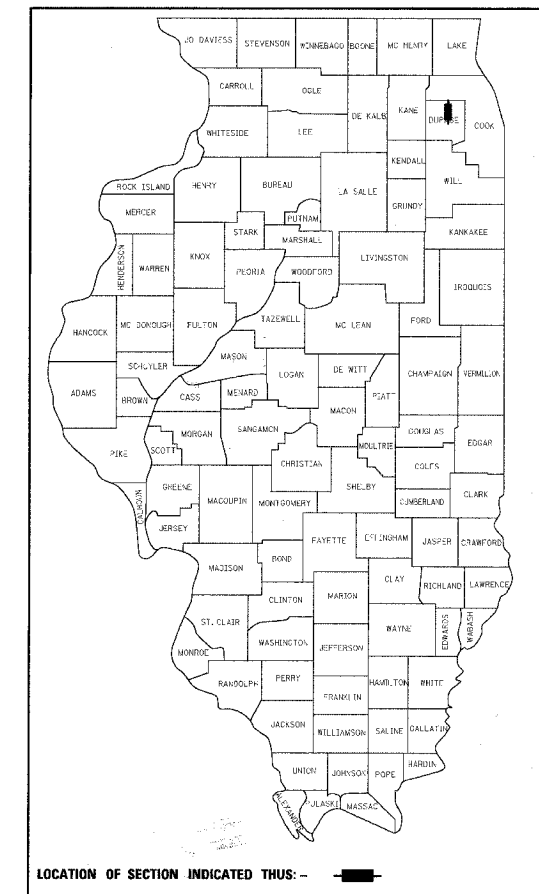 JO DAVIESS STEVENSON WINNEBAGO BOONE MC HENRY LAKE
CARROLL OGLE
DE KALB KANE DUPAGE COOK
WHITESIDE LEE
KENDALL WILL
ROCK ISLAND HENRY BUREAU LA SALLE GRUNDY
MERCER PUTNAM KANKAKEE
STARK MARSHALL
HENDERSON WARREN KNOX PEORIA WOODFORD LIVINGSTON IROQUOIS
HANCOCK MC DONOUGH FULTON TAZEWELL MC LEAN FORD
MASON
SCHUYLER LOGAN DE WITT CHAMPAIGN VERMILION
ADAMS BROWN CASS MENARD PIATT
MACON
MORGAN SANGAMON DOUGLAS
PIKE SCOTT MOULTRIE EDGAR
CHRISTIAN COLES
GREENE MACOUPIN SHELBY
CALHOUN MONTGOMERY CUMBERLAND CLARK
JERSEY FAYETTE EFFINGHAM JASPER CRAWFORD
MADISON BOND
CLAY RICHLAND LAWRENCE
CLINTON MARION
ST. CLAIR WAYNE EDWARDS WABASH
WASHINGTON JEFFERSON
MONROE
RANDOLPH PERRY HAMILTON WHITE
FRANKLIN
JACKSON WILLIAMSON SALINE GALLATIN
UNION JOHNSON POPE HARDIN
ALEXANDER PULASKI MASSAC
LOCATION OF SECTION INDICATED THUS: -